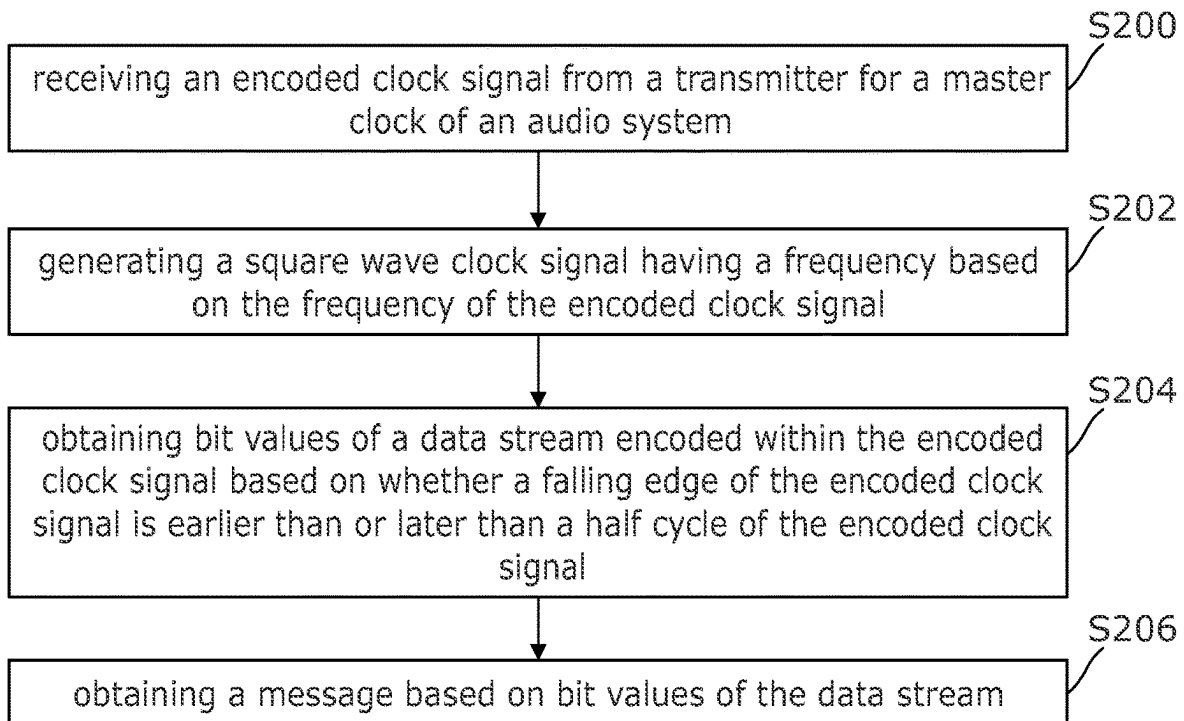 S200
receiving an encoded clock signal from a transmitter for a master
clock of an audio system
S202
generating a square wave clock signal having a frequency based
on the frequency of the encoded clock signal
S204
obtaining bit values of a data stream encoded within the encoded
clock signal based on whether a falling edge of the encoded clock
signal is earlier than or later than a half cycle of the encoded clock
signal
S206
obtaining a message based on bit values of the data stream